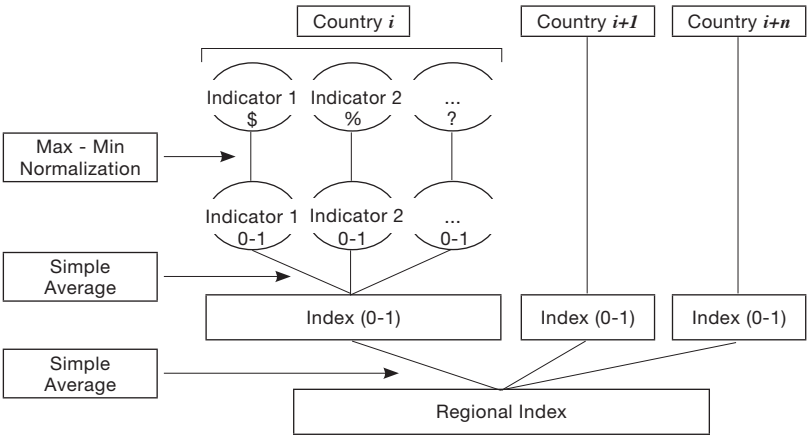 Country i
Country i+1
Country i+n
Indicator 1
$
Indicator 2
%
...
?
Max - Min
Normalization
Indicator 1
0-1
Indicator 2
0-1
...
0-1
Simple
Average
Index (0-1)
Index (0-1)
Index (0-1)
Simple
Average
Regional Index